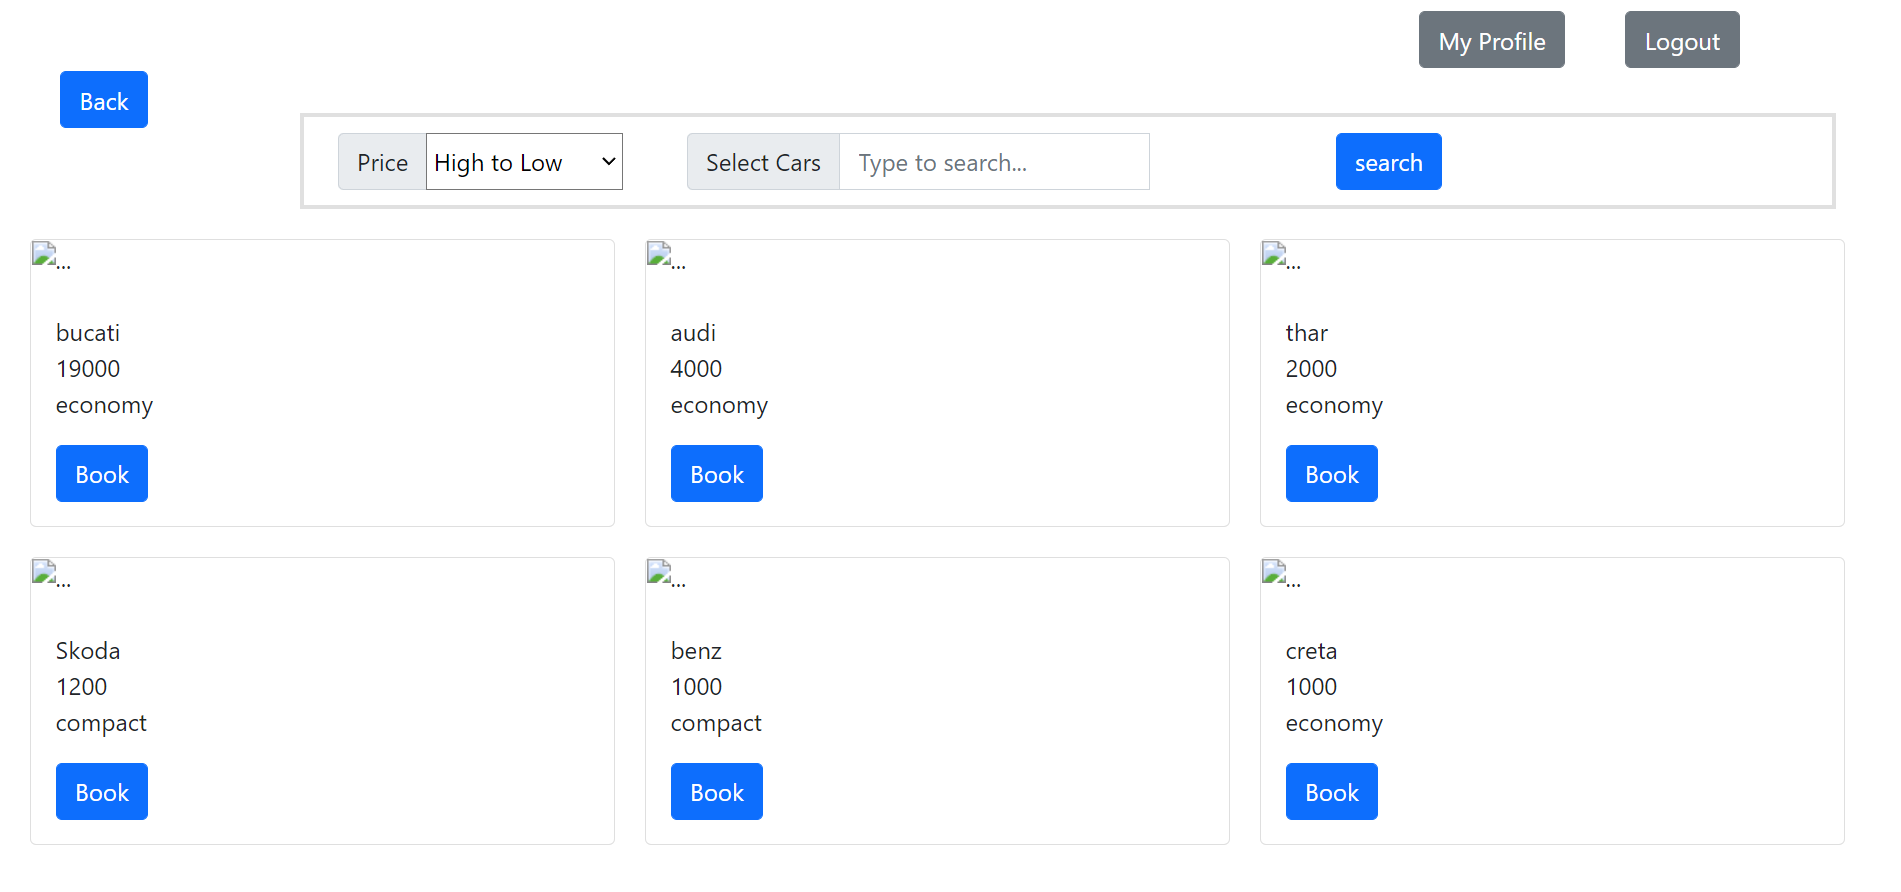 My Profile
Logout
Back
Price
High to Low
Select Cars
Type to search...
search
...
bucati
19000
economy
Book
...
audi
4000
economy
Book
...
thar
2000
economy
Book
...
Skoda
1200
compact
Book
...
benz
1000
compact
Book
...
creta
1000
economy
Book